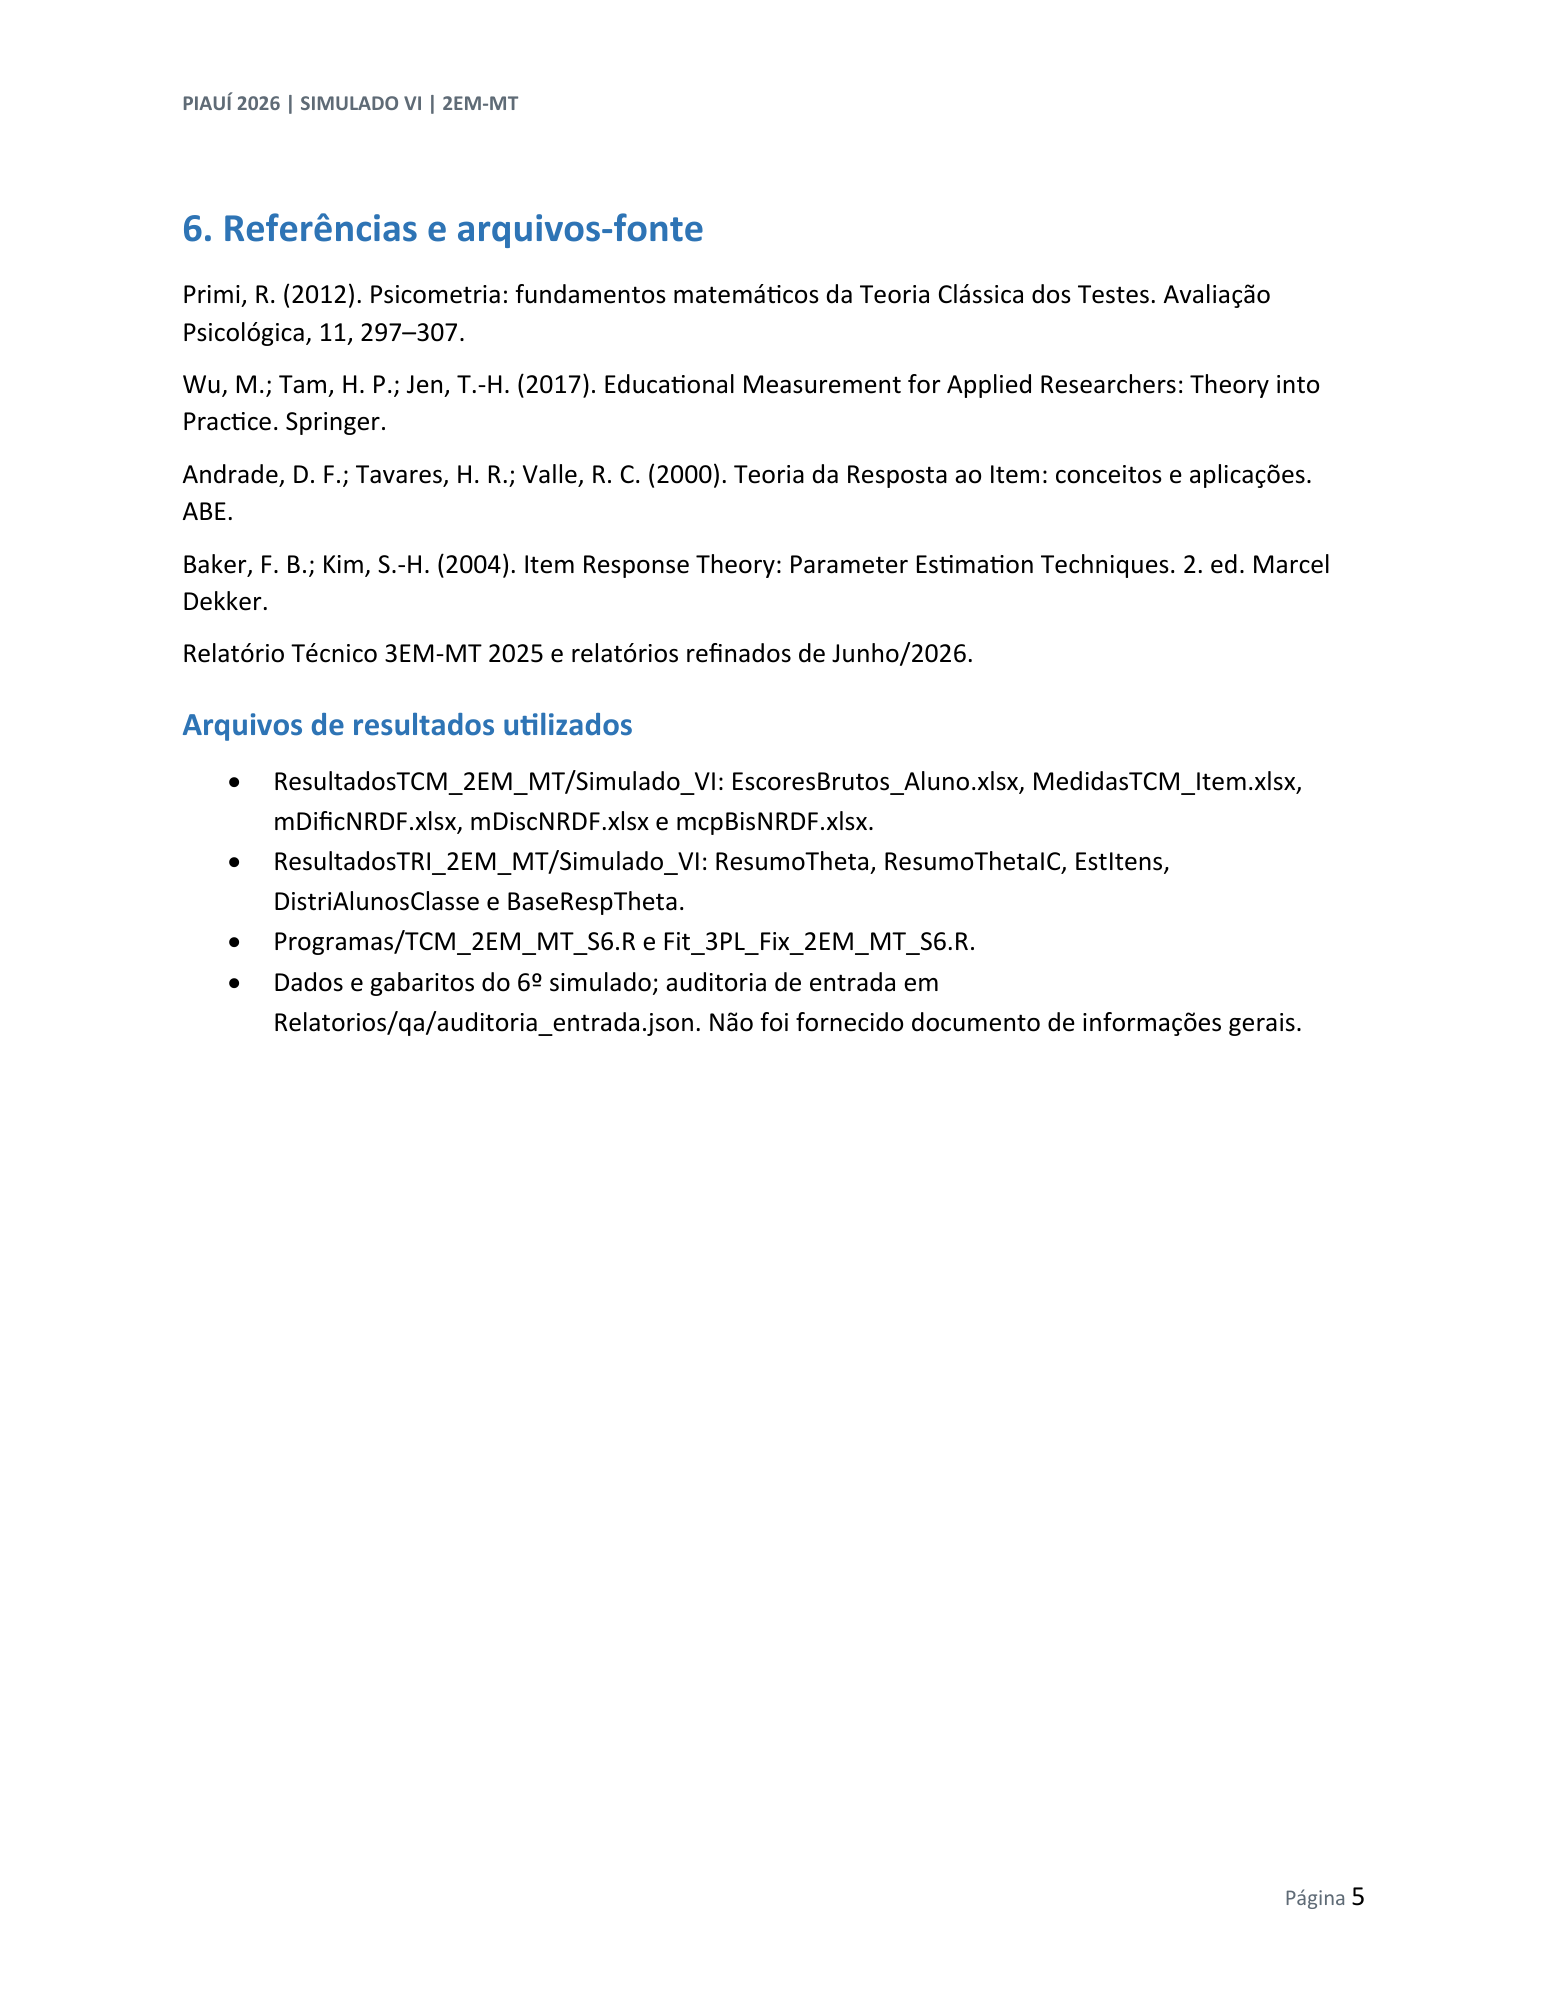 PIAUÍ 2026 | SIMULADO VI | 2EM-MT
6. Referências e arquivos-fonte
Primi, R. (2012). Psicometria: fundamentos matemáticos da Teoria Clássica dos Testes. Avaliação
Psicológica, 11, 297–307.
Wu, M.; Tam, H. P.; Jen, T.-H. (2017). Educational Measurement for Applied Researchers: Theory into
Practice. Springer.
Andrade, D. F.; Tavares, H. R.; Valle, R. C. (2000). Teoria da Resposta ao Item: conceitos e aplicações.
ABE.
Baker, F. B.; Kim, S.-H. (2004). Item Response Theory: Parameter Estimation Techniques. 2. ed. Marcel
Dekker.
Relatório Técnico 3EM-MT 2025 e relatórios refinados de Junho/2026.
Arquivos de resultados utilizados
• ResultadosTCM_2EM_MT/Simulado_VI: EscoresBrutos_Aluno.xlsx, MedidasTCM_Item.xlsx,
mDificNRDF.xlsx, mDiscNRDF.xlsx e mcpBisNRDF.xlsx.
• ResultadosTRI_2EM_MT/Simulado_VI: ResumoTheta, ResumoThetaIC, EstItens,
DistriAlunosClasse e BaseRespTheta.
• Programas/TCM_2EM_MT_S6.R e Fit_3PL_Fix_2EM_MT_S6.R.
• Dados e gabaritos do 6º simulado; auditoria de entrada em
Relatorios/qa/auditoria_entrada.json. Não foi fornecido documento de informações gerais.
Página 5